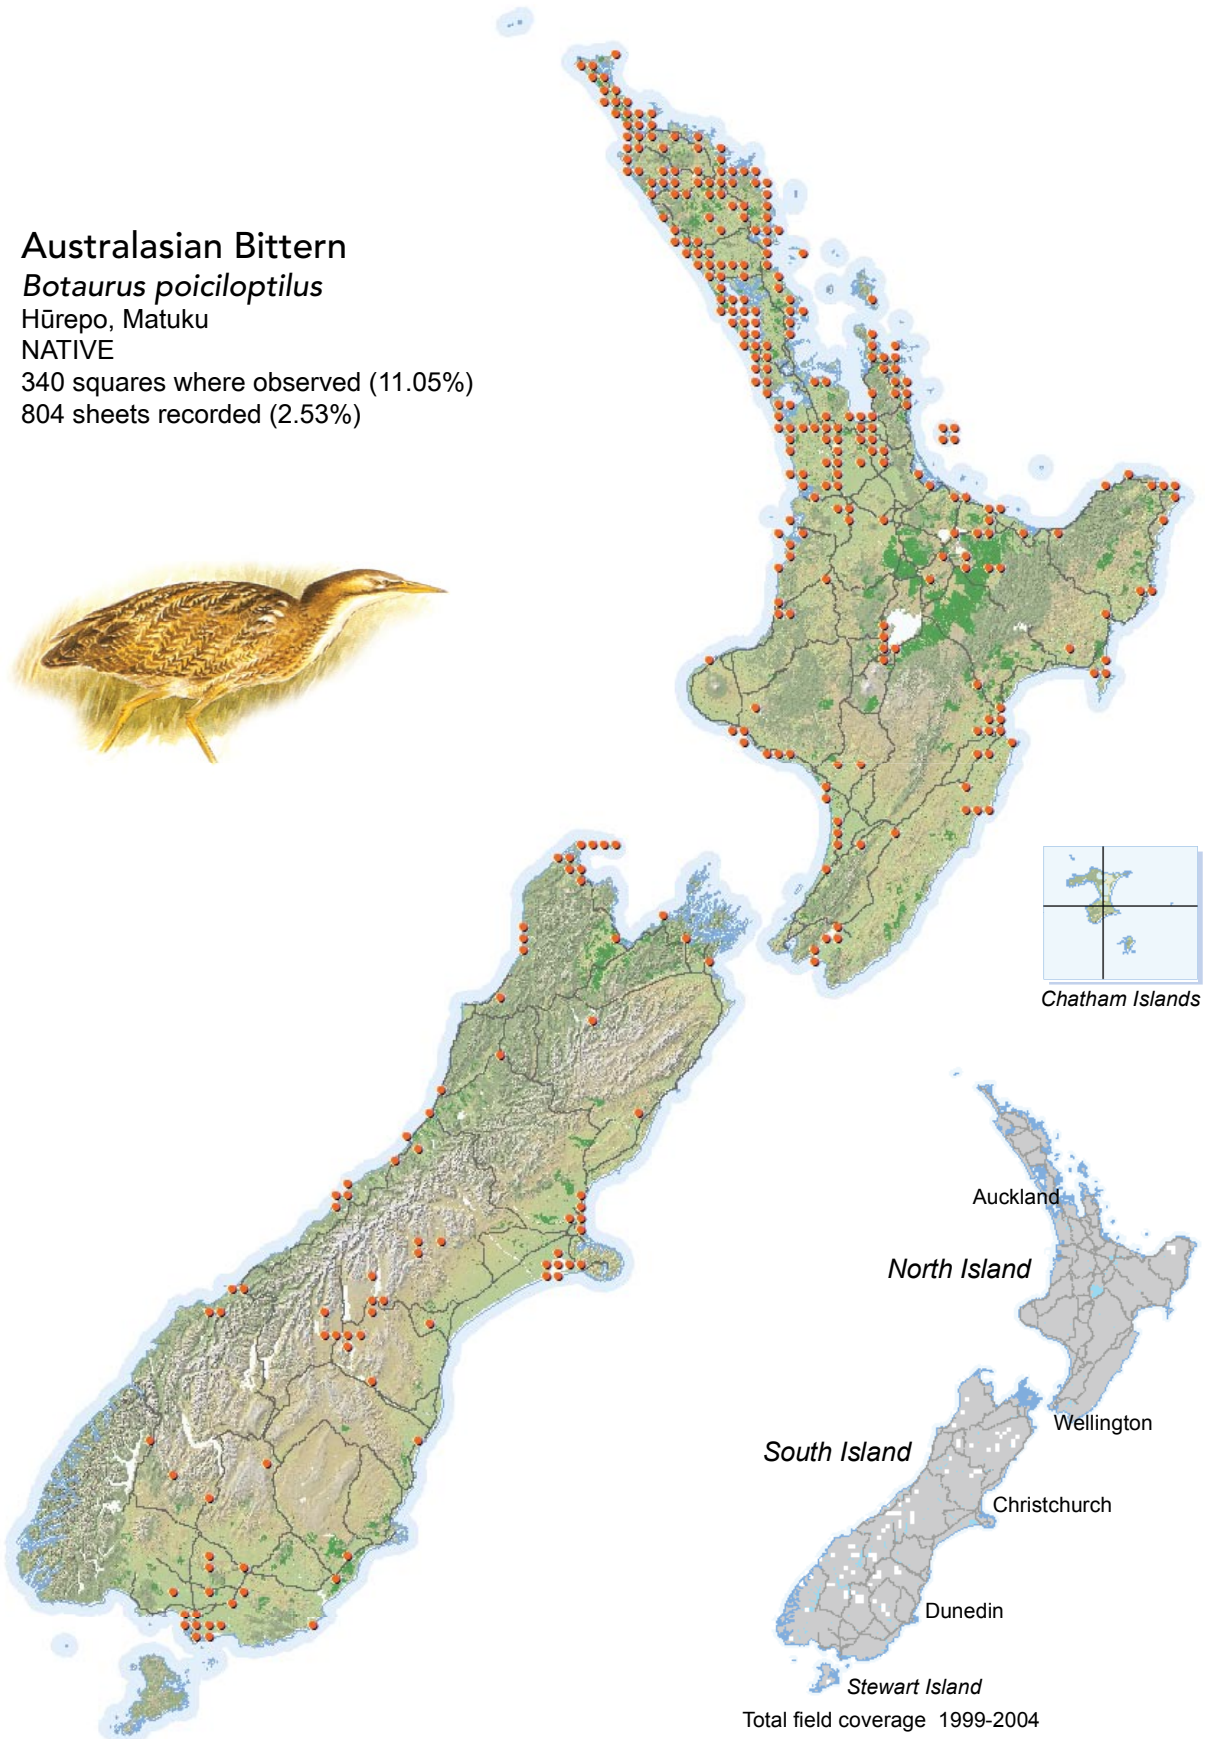 Australasian Bittern
Botaurus poiciloptilus
Hūrepo, Matuku
NATIVE
340 squares where observed (11.05%)
804 sheets recorded (2.53%)
Chatham Islands
Auckland
North Island
Wellington
South Island
Christchurch
Dunedin
Stewart Island
Total field coverage 1999-2004